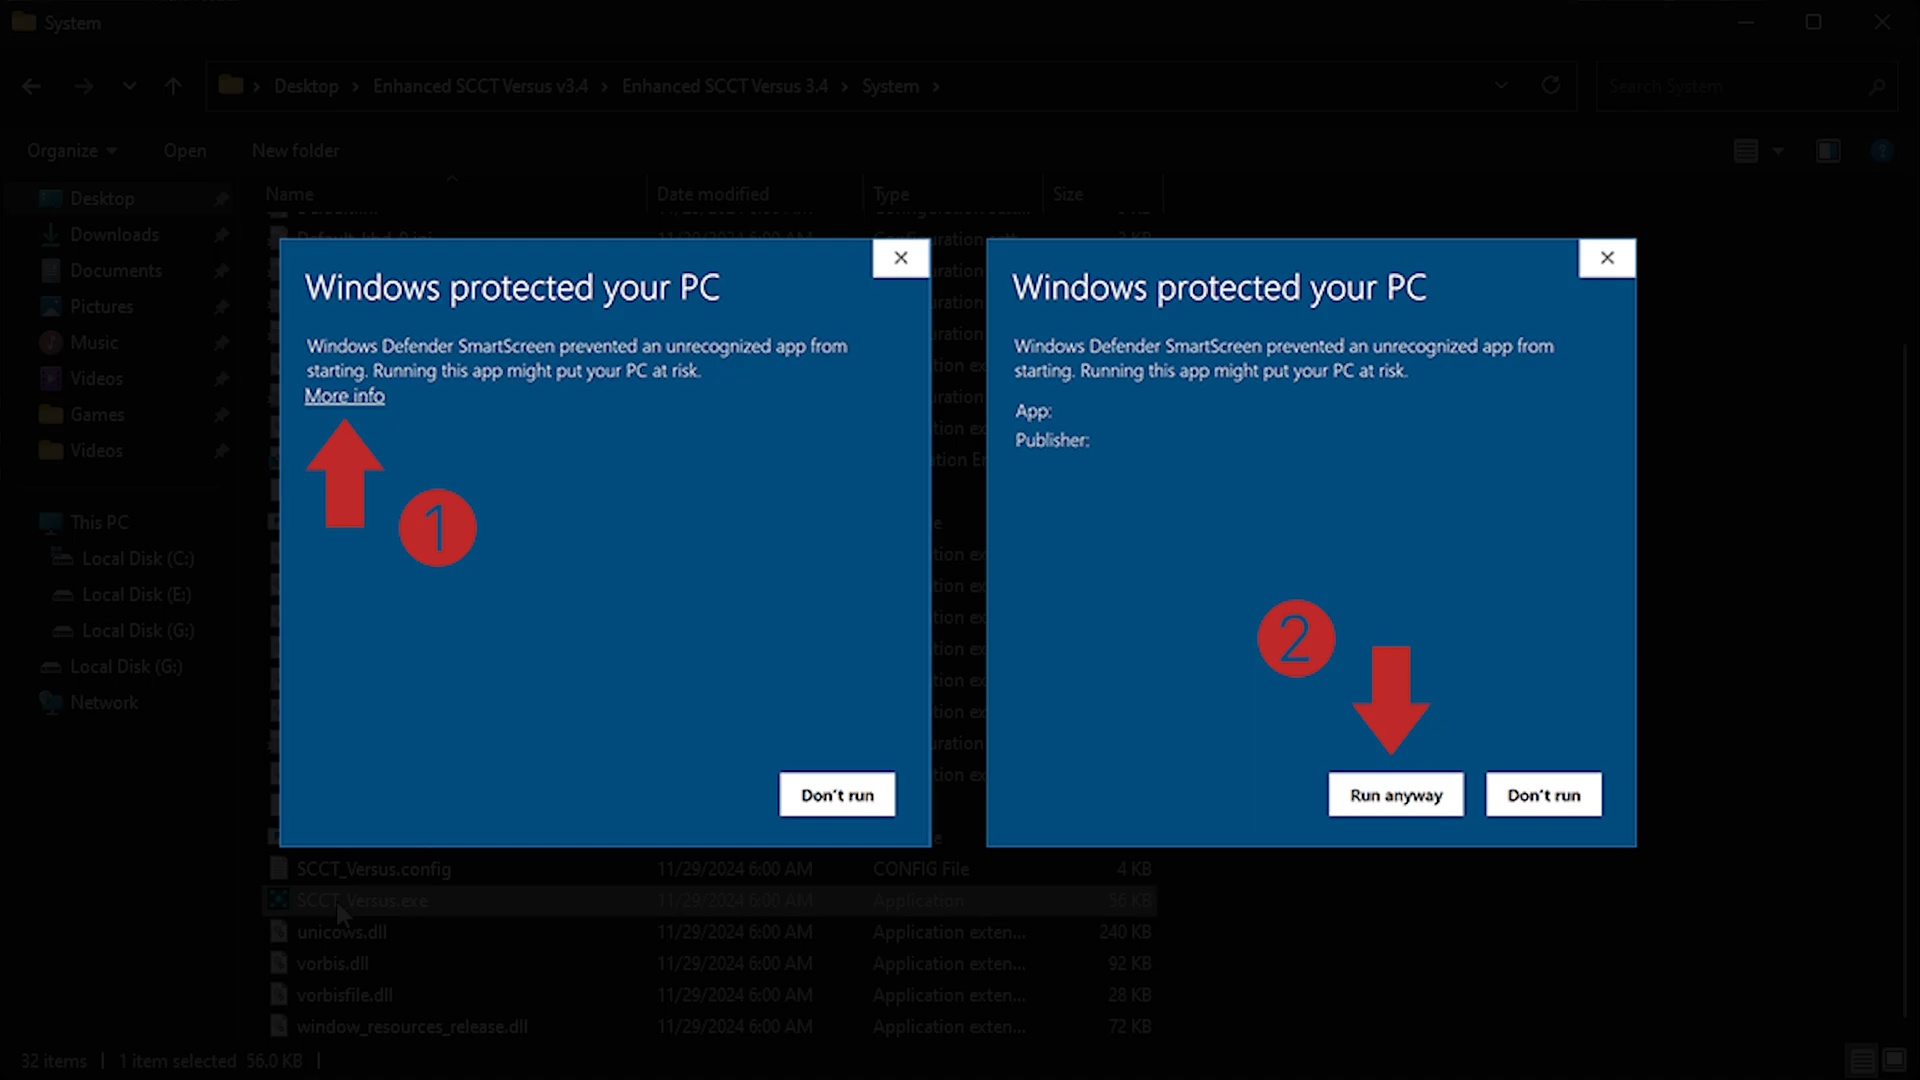 System
Desktop
Enhanced SCCT Versus v3.4
Enhanced SCCT Versus 3.4
System
Search System
Organize
Open
New folder
Name
Date modified
Type
Size
Desktop
Downloads
Documents
Pictures
Music
Videos
Games
Videos
This PC
Local Disk (C:)
Local Disk (E:)
Local Disk (G:)
Local Disk (G:)
Network
Windows protected your PC
Windows Defender SmartScreen prevented an unrecognized app from
starting. Running this app might put your PC at risk.
More info
1
Don't run
Windows protected your PC
Windows Defender SmartScreen prevented an unrecognized app from
starting. Running this app might put your PC at risk.
App:
Publisher:
2
Run anyway
Don't run
SCCT_Versus.config 11/29/2024 6:00 AM CONFIG File 4 KB
SCCT_Versus.exe 11/29/2024 6:00 AM Application 56 KB
unicows.dll 11/29/2024 6:00 AM Application exten... 240 KB
vorbis.dll 11/29/2024 6:00 AM Application exten... 92 KB
vorbisfile.dll 11/29/2024 6:00 AM Application exten... 28 KB
window_resources_release.dll 11/29/2024 6:00 AM Application exten... 72 KB
32 items | 1 item selected 56.0 KB |